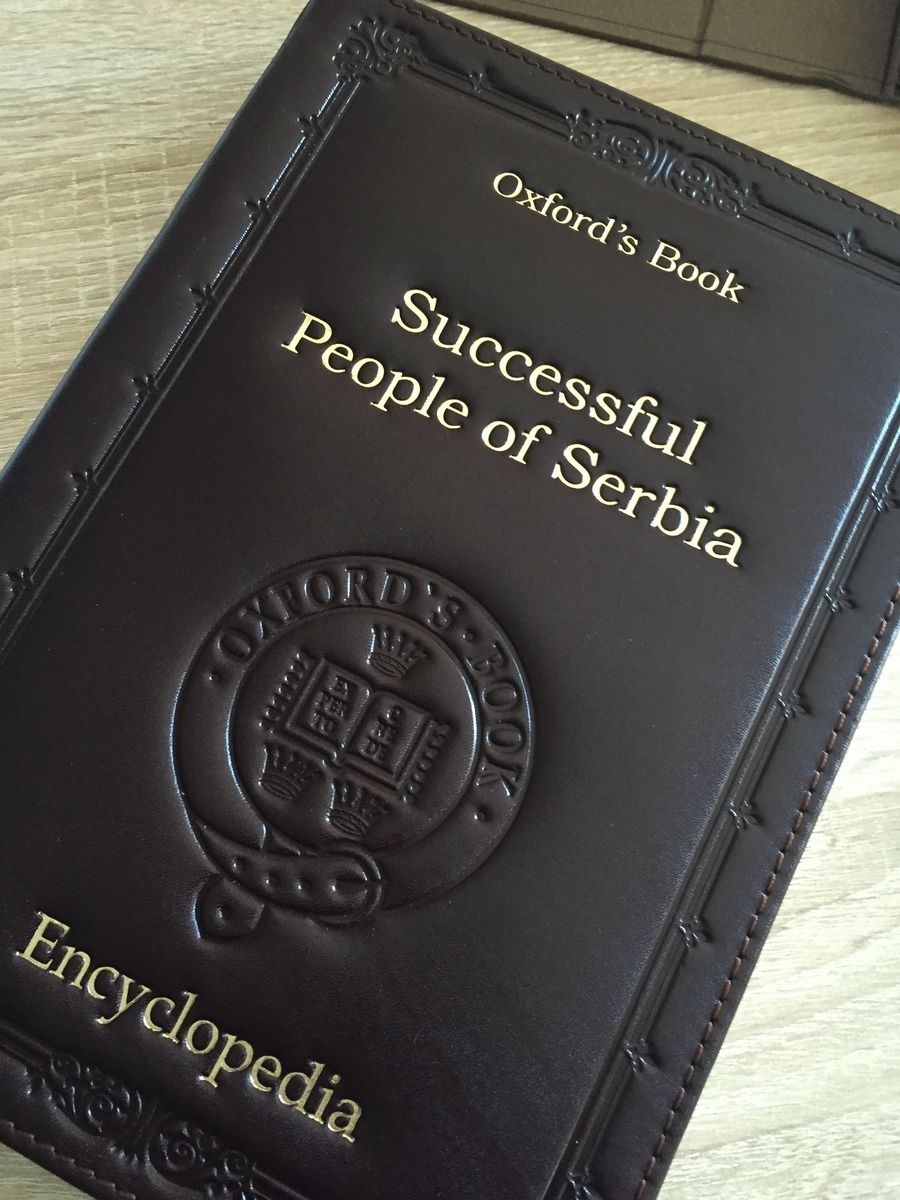 Oxford's Book
Successful
People of Serbia
· OXFORD`S · BOOK ·
Encyclopedia